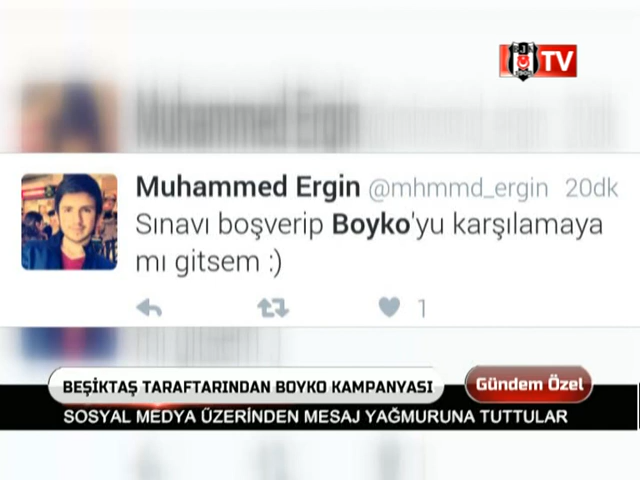 BJK
TV
Muhammed Ergin @mhmmd_ergin 20dk
Sınavı boşverip Boyko'yu karşılamaya
mı gitsem :)
1
BEŞİKTAŞ TARAFTARINDAN BOYKO KAMPANYASI
Gündem Özel
SOSYAL MEDYA ÜZERİNDEN MESAJ YAĞMURUNA TUTTULAR